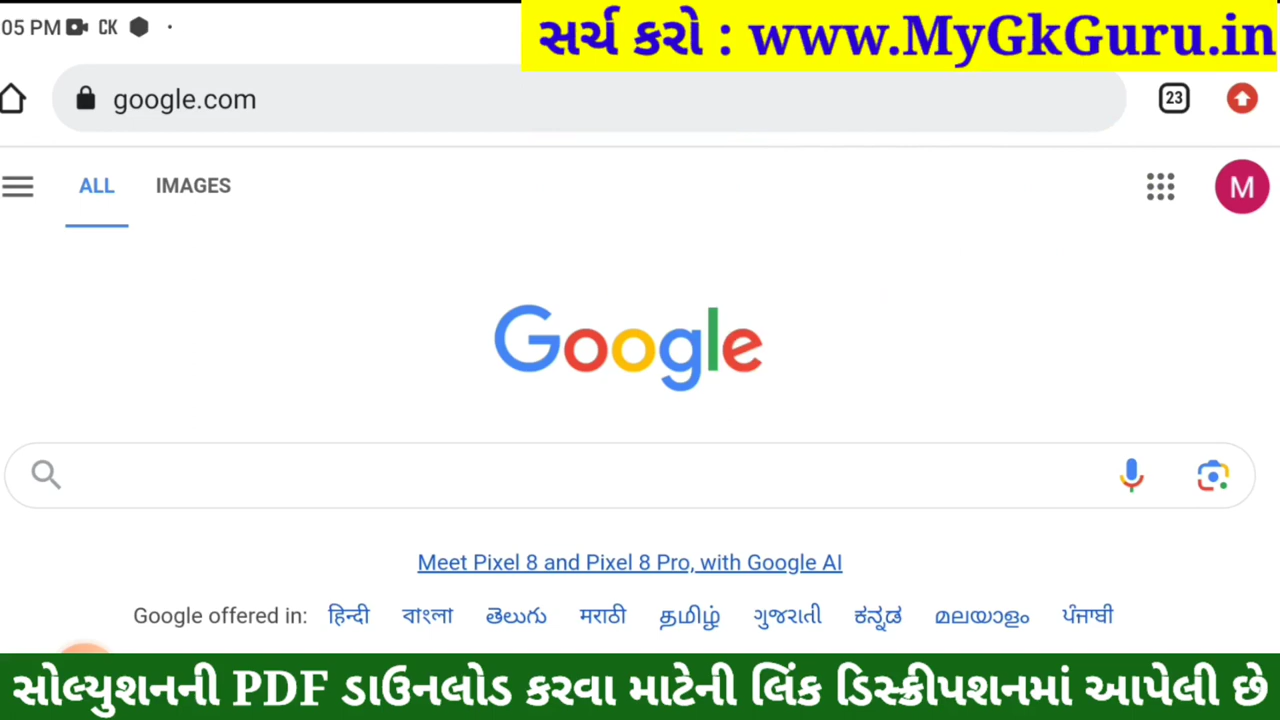 05 PM CK
સર્ચ કરો : www.MyGkGuru.in
google.com
23
ALL IMAGES
M
Google
Meet Pixel 8 and Pixel 8 Pro, with Google AI
Google offered in: हिन्दी বাংলা తెలుగు मराठी தமிழ் ગુજરાતી ಕನ್ನಡ മലയാളം ਪੰਜਾਬੀ
સોલ્યુશનની PDF ડાઉનલોડ કરવા માટેની લિંક ડિસ્ક્રીપશનમાં આપેલી છે